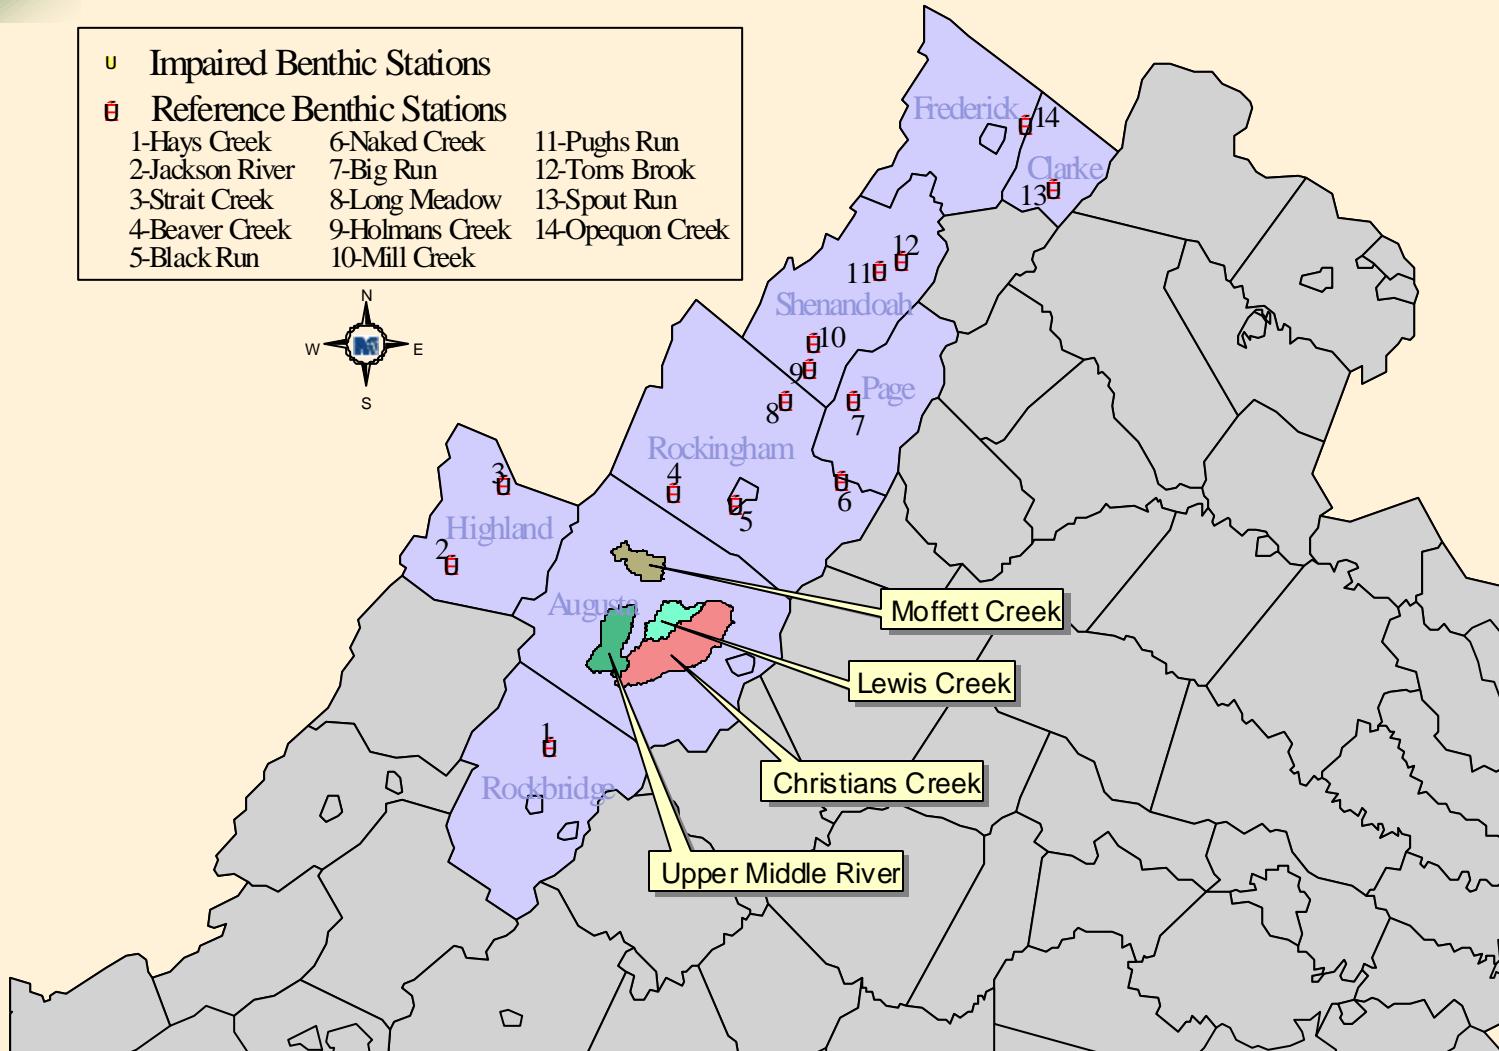 U Impaired Benthic Stations
U Reference Benthic Stations
1-Hays Creek 6-Naked Creek 11-Pughs Run
2-Jackson River 7-Big Run 12-Toms Brook
3-Strait Creek 8-Long Meadow 13-Spout Run
4-Beaver Creek 9-Holmans Creek 14-Opequon Creek
5-Black Run 10-Mill Creek
N
W E
S
Frederick
14
Clarke
13
12
11
Shenandoah
10
9
Page
8
7
Rockingham
4
3
6
5
Highland
2
Augusta
Moffett Creek
Lewis Creek
1
Christians Creek
Rockbridge
Upper Middle River